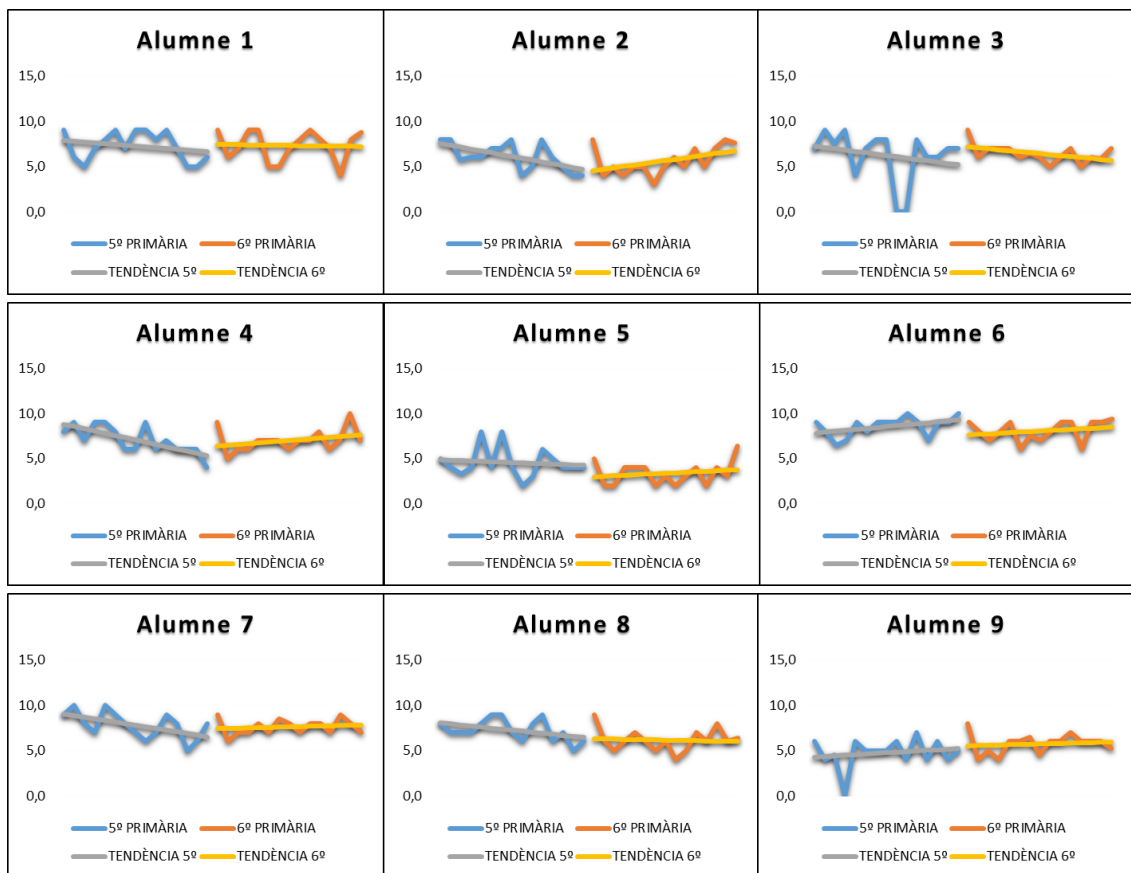 Alumne 1
15,0
10,0
5,0
0,0
5º PRIMÀRIA 6º PRIMÀRIA
TENDÈNCIA 5º TENDÈNCIA 6º
Alumne 2
15,0
10,0
5,0
0,0
5º PRIMÀRIA 6º PRIMÀRIA
TENDÈNCIA 5º TENDÈNCIA 6º
Alumne 3
15,0
10,0
5,0
0,0
5º PRIMÀRIA 6º PRIMÀRIA
TENDÈNCIA 5º TENDÈNCIA 6º
Alumne 4
15,0
10,0
5,0
0,0
5º PRIMÀRIA 6º PRIMÀRIA
TENDÈNCIA 5º TENDÈNCIA 6º
Alumne 5
15,0
10,0
5,0
0,0
5º PRIMÀRIA 6º PRIMÀRIA
TENDÈNCIA 5º TENDÈNCIA 6º
Alumne 6
15,0
10,0
5,0
0,0
5º PRIMÀRIA 6º PRIMÀRIA
TENDÈNCIA 5º TENDÈNCIA 6º
Alumne 7
15,0
10,0
5,0
0,0
5º PRIMÀRIA 6º PRIMÀRIA
TENDÈNCIA 5º TENDÈNCIA 6º
Alumne 8
15,0
10,0
5,0
0,0
5º PRIMÀRIA 6º PRIMÀRIA
TENDÈNCIA 5º TENDÈNCIA 6º
Alumne 9
15,0
10,0
5,0
0,0
5º PRIMÀRIA 6º PRIMÀRIA
TENDÈNCIA 5º TENDÈNCIA 6º